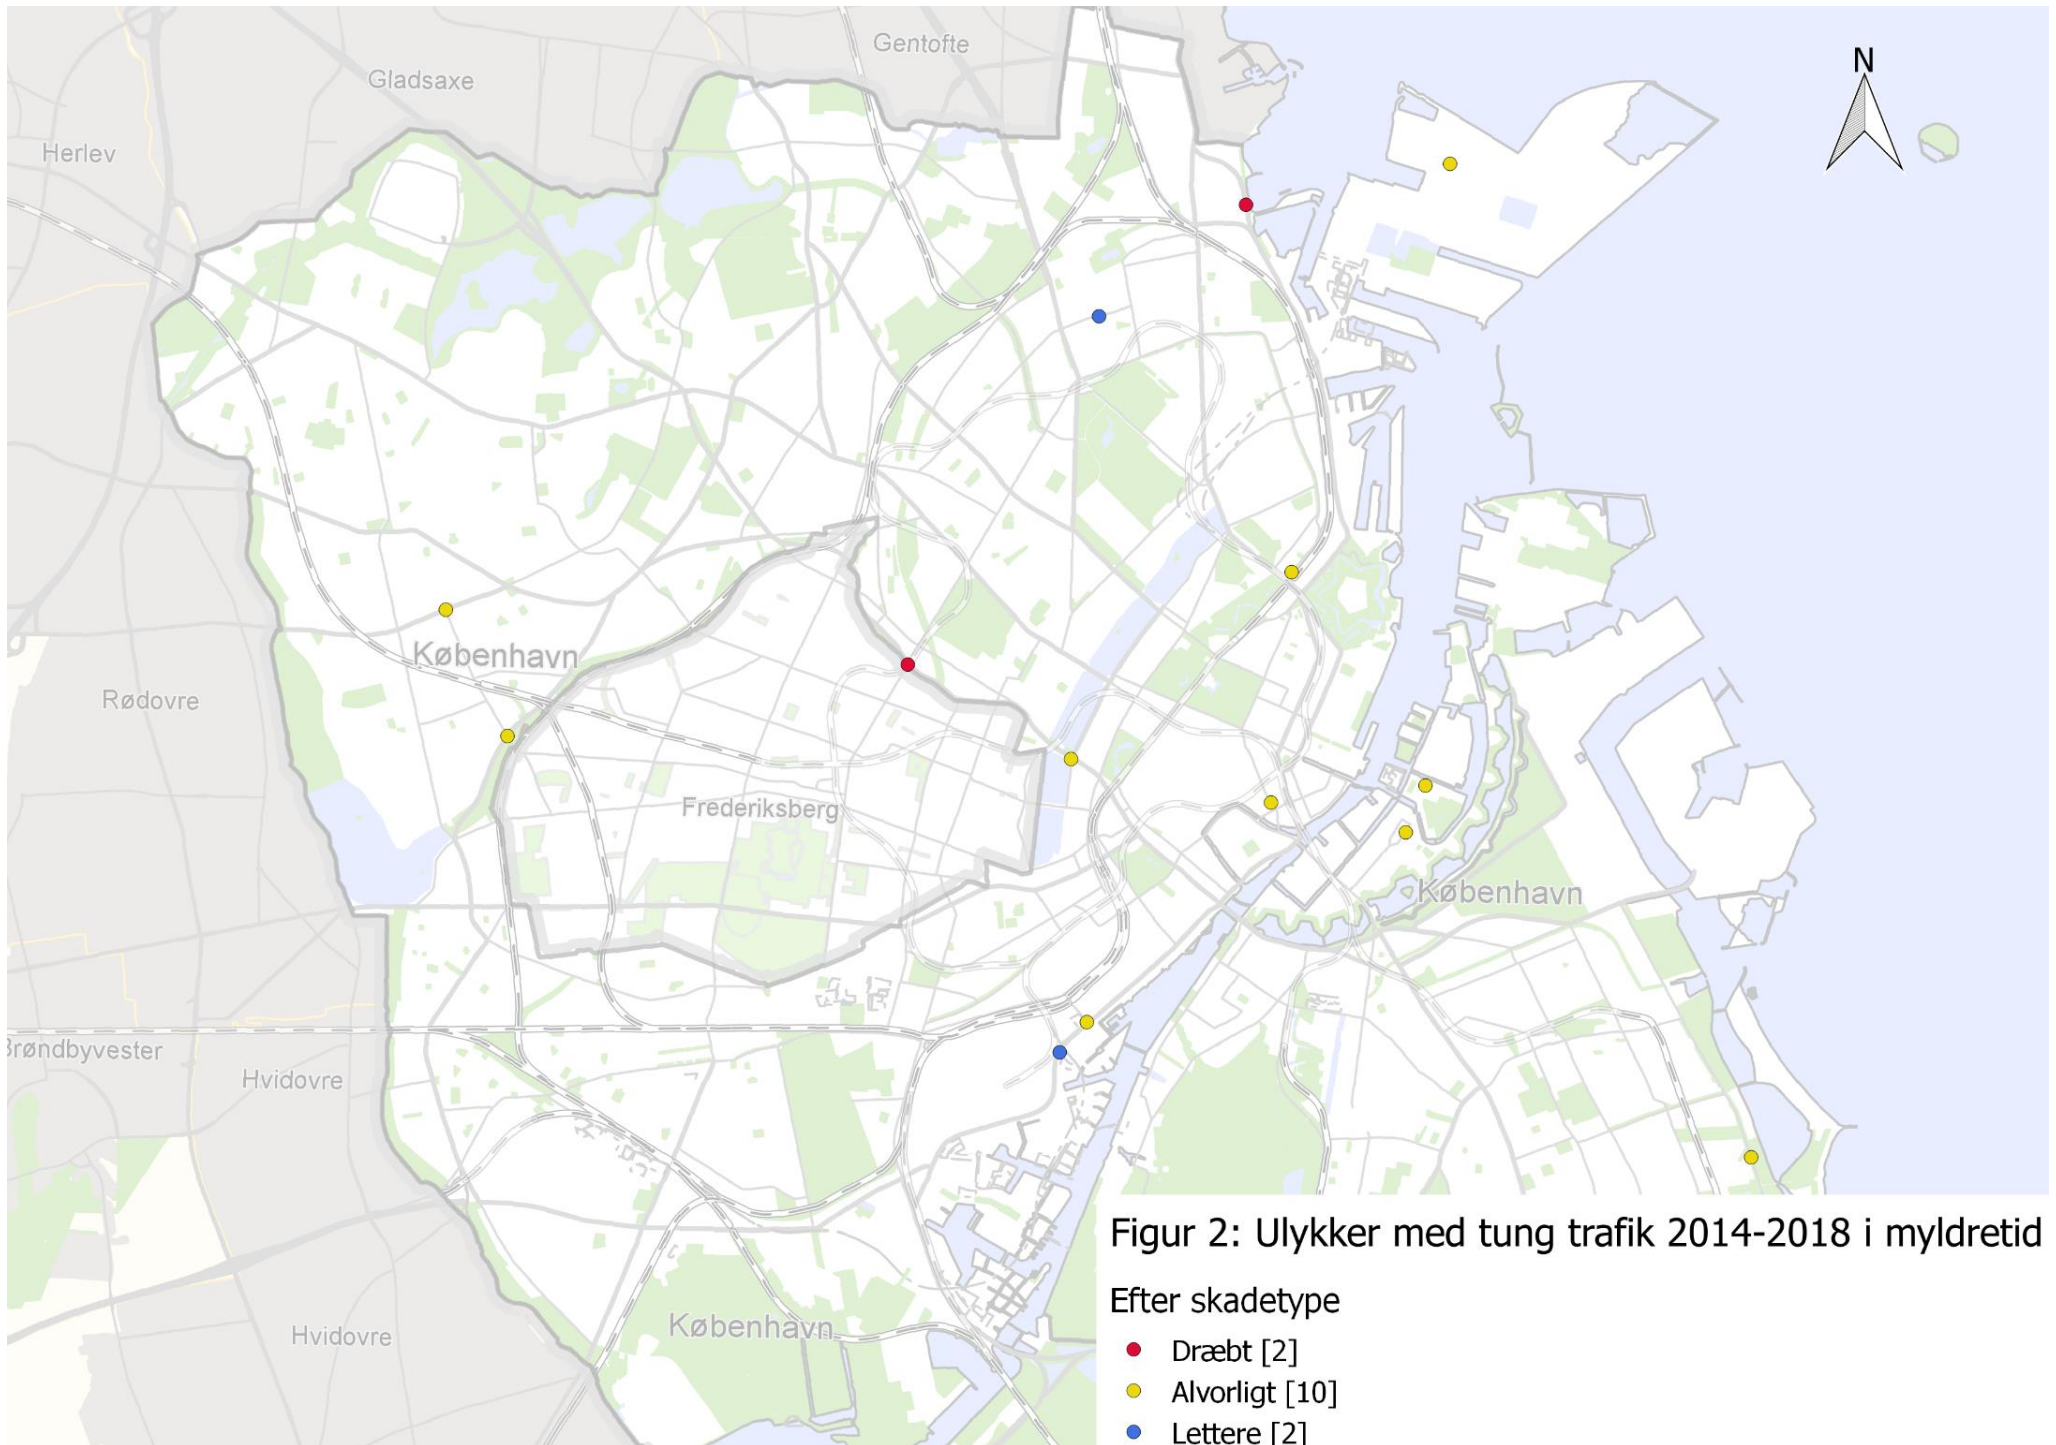 Gentofte
Gladsaxe
N
Herlev
København
Rødovre
Frederiksberg
København
Brøndbyvester
Hvidovre
Figur 2: Ulykker med tung trafik 2014-2018 i myldretid
Efter skadetype
København
Hvidovre
Dræbt [2]
Alvorligt [10]
Lettere [2]